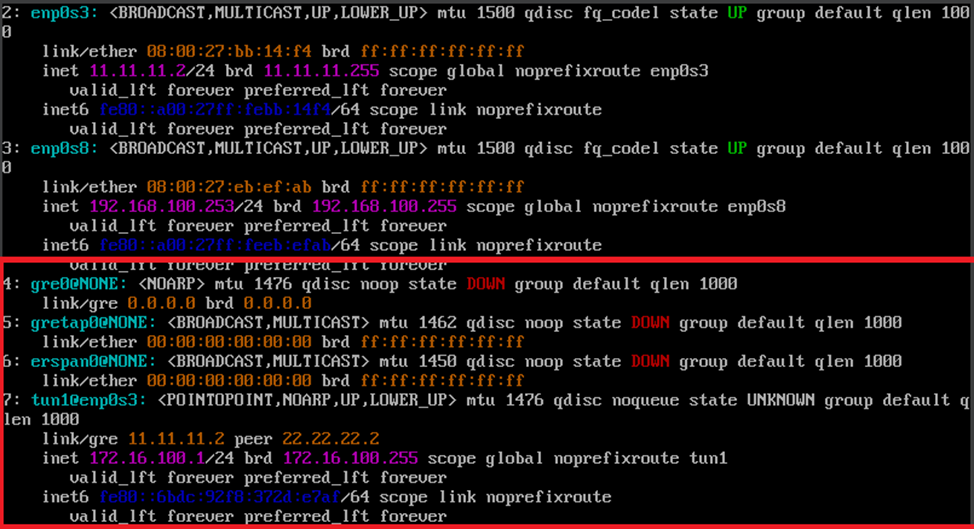 2: enp0s3: <BROADCAST,MULTICAST,UP,LOWER_UP> mtu 1500 qdisc fq_codel state UP group default qlen 100
0
link/ether 08:00:27:bb:14:f4 brd ff:ff:ff:ff:ff:ff
inet 11.11.11.2/24 brd 11.11.11.255 scope global noprefixroute enp0s3
valid_lft forever preferred_lft forever
inet6 fe80::a00:27ff:febb:14f4/64 scope link noprefixroute
valid_lft forever preferred_lft forever
3: enp0s8: <BROADCAST,MULTICAST,UP,LOWER_UP> mtu 1500 qdisc fq_codel state UP group default qlen 100
0
link/ether 08:00:27:eb:ef:ab brd ff:ff:ff:ff:ff:ff
inet 192.168.100.253/24 brd 192.168.100.255 scope global noprefixroute enp0s8
valid_lft forever preferred_lft forever
inet6 fe80::a00:27ff:feeb:efab/64 scope link noprefixroute
valid_lft forever preferred_lft forever
4: gre0@NONE: <NOARP> mtu 1476 qdisc noop state DOWN group default qlen 1000
link/gre 0.0.0.0 brd 0.0.0.0
5: gretap0@NONE: <BROADCAST,MULTICAST> mtu 1462 qdisc noop state DOWN group default qlen 1000
link/ether 00:00:00:00:00:00 brd ff:ff:ff:ff:ff:ff
6: erspan0@NONE: <BROADCAST,MULTICAST> mtu 1450 qdisc noop state DOWN group default qlen 1000
link/ether 00:00:00:00:00:00 brd ff:ff:ff:ff:ff:ff
7: tun1@enp0s3: <POINTOPOINT,NOARP,UP,LOWER_UP> mtu 1476 qdisc noqueue state UNKNOWN group default q
len 1000
link/gre 11.11.11.2 peer 22.22.22.2
inet 172.16.100.1/24 brd 172.16.100.255 scope global noprefixroute tun1
valid_lft forever preferred_lft forever
inet6 fe80::6bdc:92f8:372d:e7af/64 scope link noprefixroute
valid_lft forever preferred_lft forever